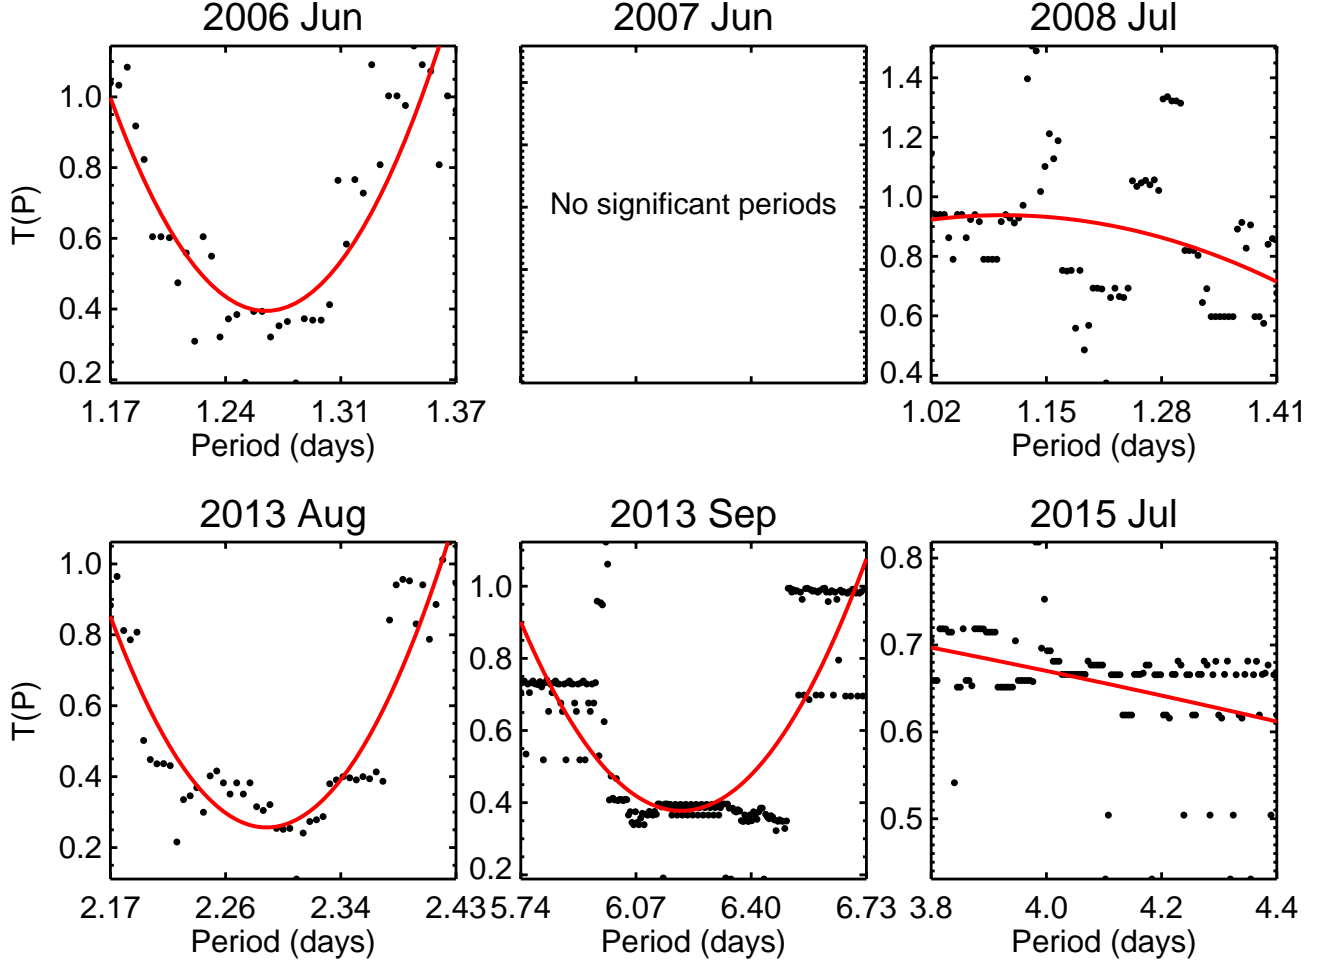 2006 Jun 2007 Jun 2008 Jul
T(P)
1.0
0.8
0.6
0.4
0.2
1.17 1.24 1.31 1.37
Period (days)
No significant periods
1.4
1.2
1.0
0.8
0.6
0.4
1.02 1.15 1.28 1.41
Period (days)
2013 Aug 2013 Sep 2015 Jul
T(P)
1.0
0.8
0.6
0.4
0.2
2.17 2.26 2.34 2.43
Period (days)
1.0
0.8
0.6
0.4
0.2
5.74 6.07 6.40 6.73
Period (days)
0.8
0.7
0.6
0.5
3.8 4.0 4.2 4.4
Period (days)